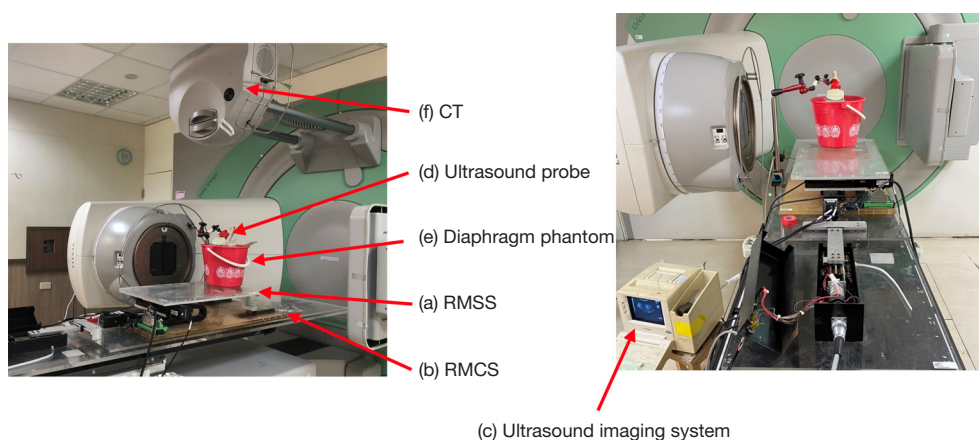 (f) CT
(d) Ultrasound probe
(e) Diaphragm phantom
(a) RMSS
(b) RMCS
(c) Ultrasound imaging system